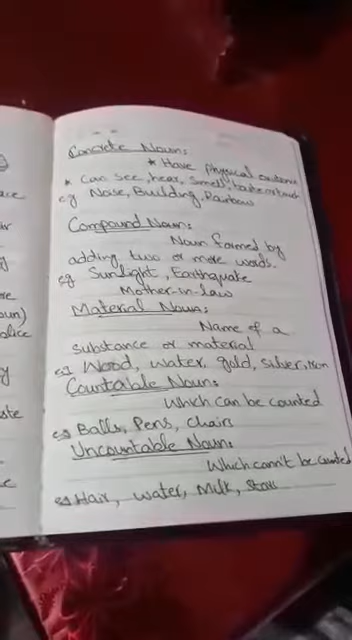 Concrete Noun:
* Have physical existence
* Can see, hear, smell, taste or touch
eg Noise, Building, Rainbow
Compound Noun:
Noun formed by
adding two or more words.
eg Sunlight, Earthquake
Mother-in-law
Material Noun:
Name of a
substance or material
eg Wood, water, gold, silver, Iron
Countable Noun:
Which can be counted
eg Balls, Pens, Chairs
Uncountable Noun:
Which cann't be counted
eg Hair, water, Milk,